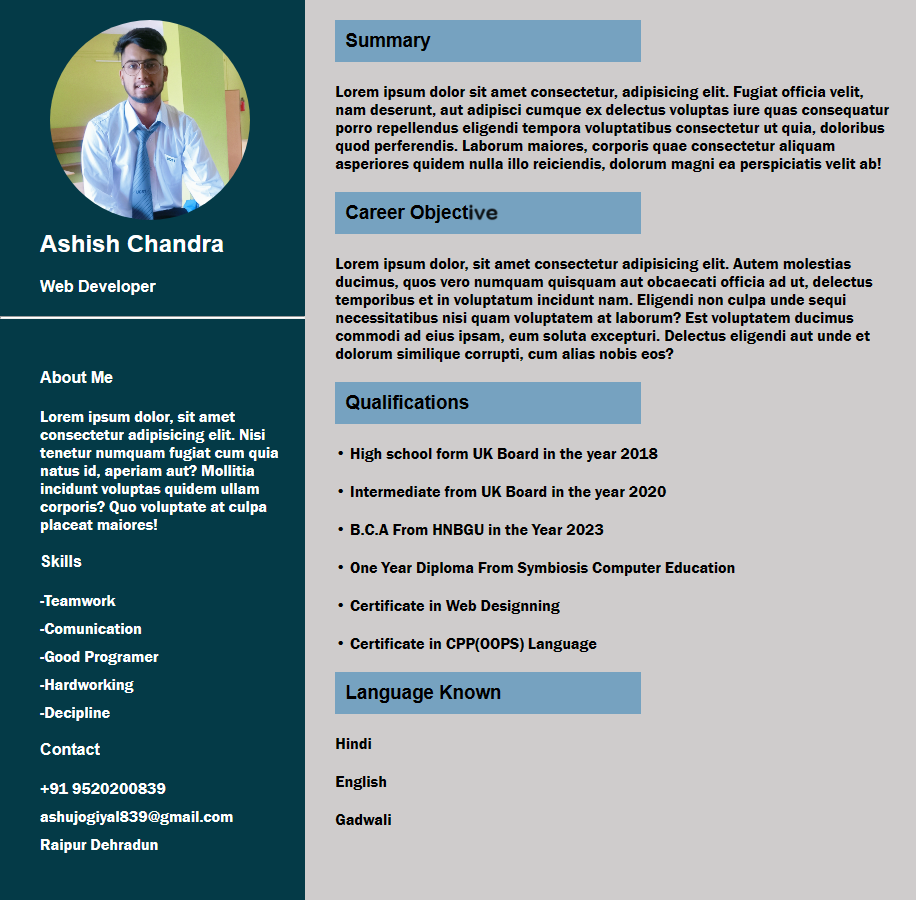 Ashish Chandra
Web Developer
About Me
Lorem ipsum dolor, sit amet
consectetur adipisicing elit. Nisi
tenetur numquam fugiat cum quia
natus id, aperiam aut? Mollitia
incidunt voluptas quidem ullam
corporis? Quo voluptate at culpa
placeat maiores!
Skills
-Teamwork
-Comunication
-Good Programer
-Hardworking
-Decipline
Contact
+91 9520200839
ashujogiyal839@gmail.com
Raipur Dehradun
Summary
Lorem ipsum dolor sit amet consectetur, adipisicing elit. Fugiat officia velit,
nam deserunt, aut adipisci cumque ex delectus voluptas iure quas consequatur
porro repellendus eligendi tempora voluptatibus consectetur ut quia, doloribus
quod perferendis. Laborum maiores, corporis quae consectetur aliquam
asperiores quidem nulla illo reiciendis, dolorum magni ea perspiciatis velit ab!
Career Objective
Lorem ipsum dolor, sit amet consectetur adipisicing elit. Autem molestias
ducimus, quos vero numquam quisquam aut obcaecati officia ad ut, delectus
temporibus et in voluptatum incidunt nam. Eligendi non culpa unde sequi
necessitatibus nisi quam voluptatem at laborum? Est voluptatem ducimus
commodi ad eius ipsam, eum soluta excepturi. Delectus eligendi aut unde et
dolorum similique corrupti, cum alias nobis eos?
Qualifications
• High school form UK Board in the year 2018
• Intermediate from UK Board in the year 2020
• B.C.A From HNBGU in the Year 2023
• One Year Diploma From Symbiosis Computer Education
• Certificate in Web Designning
• Certificate in CPP(OOPS) Language
Language Known
Hindi
English
Gadwali